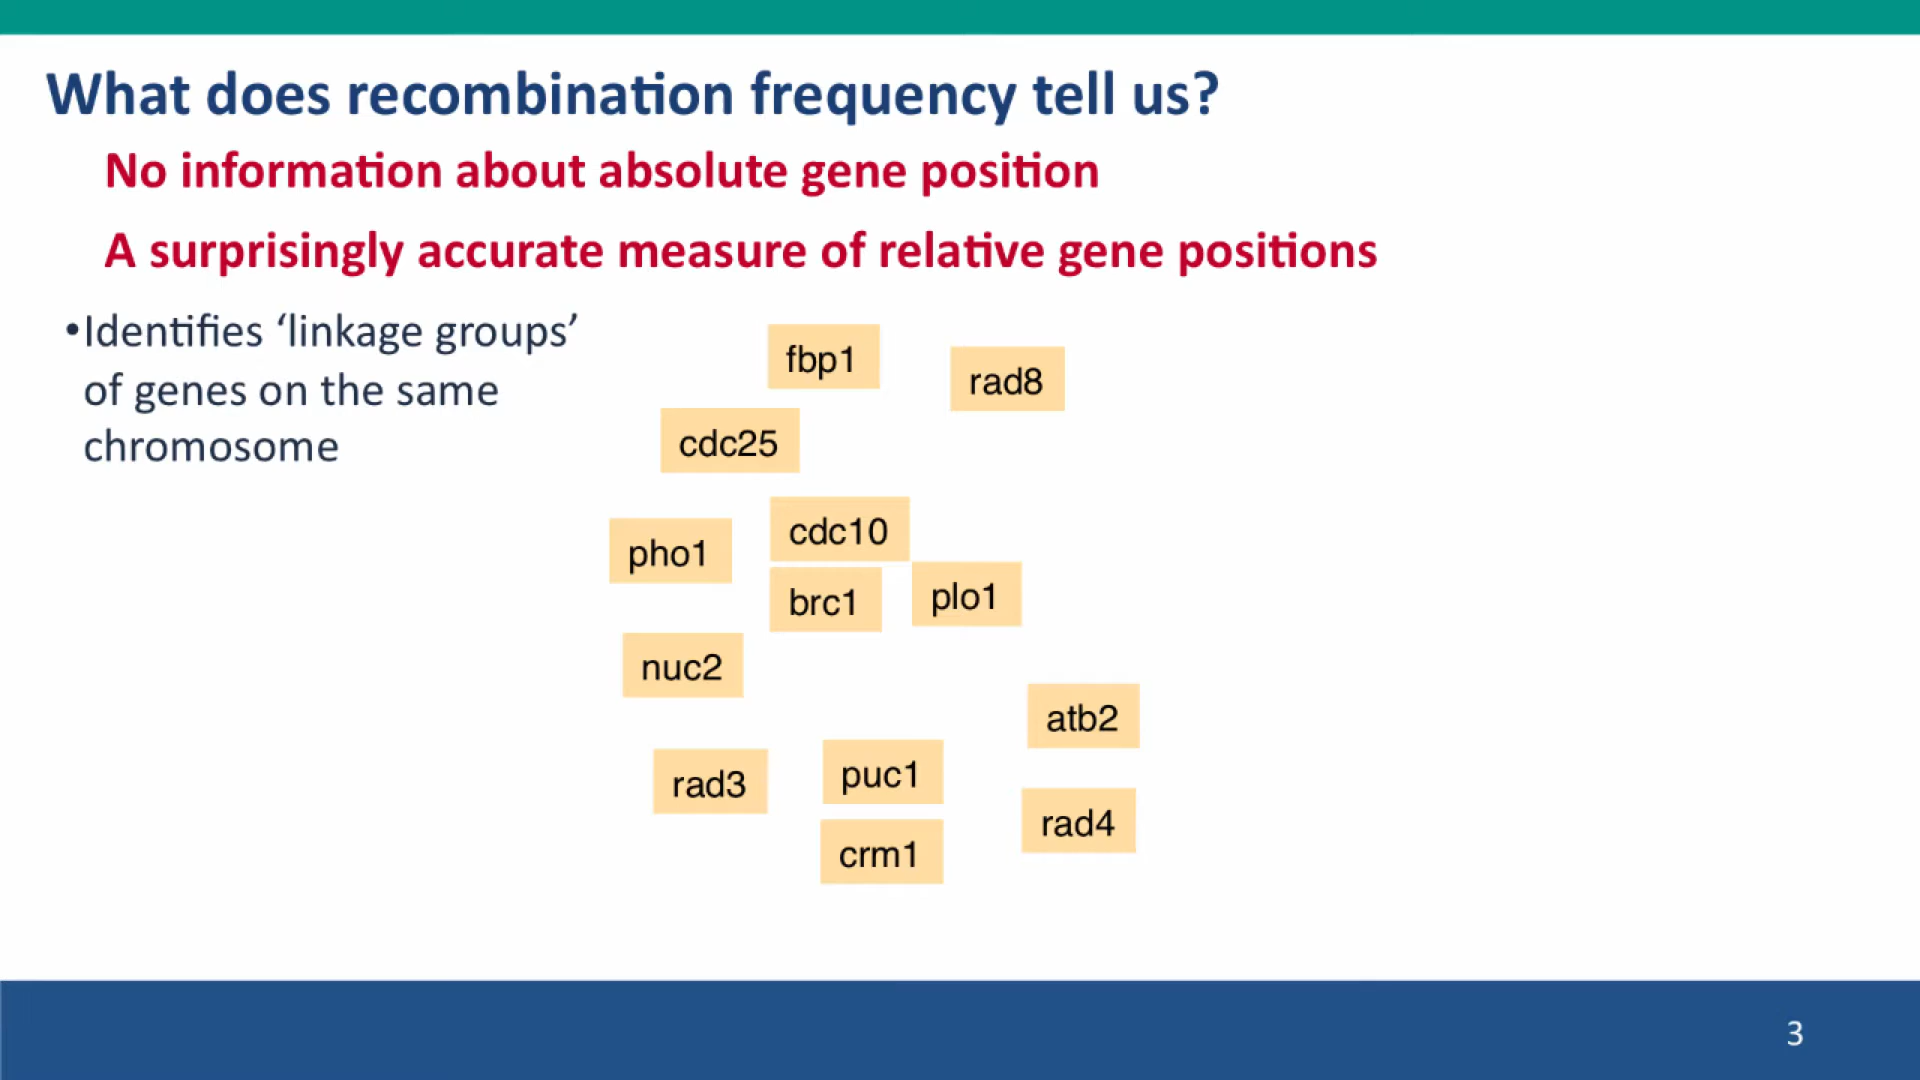 What does recombination frequency tell us?
No information about absolute gene position
A surprisingly accurate measure of relative gene positions
•Identifies ‘linkage groups’
of genes on the same
chromosome
fbp1
rad8
cdc25
cdc10
pho1
brc1
plo1
nuc2
atb2
rad3
puc1
rad4
crm1
3